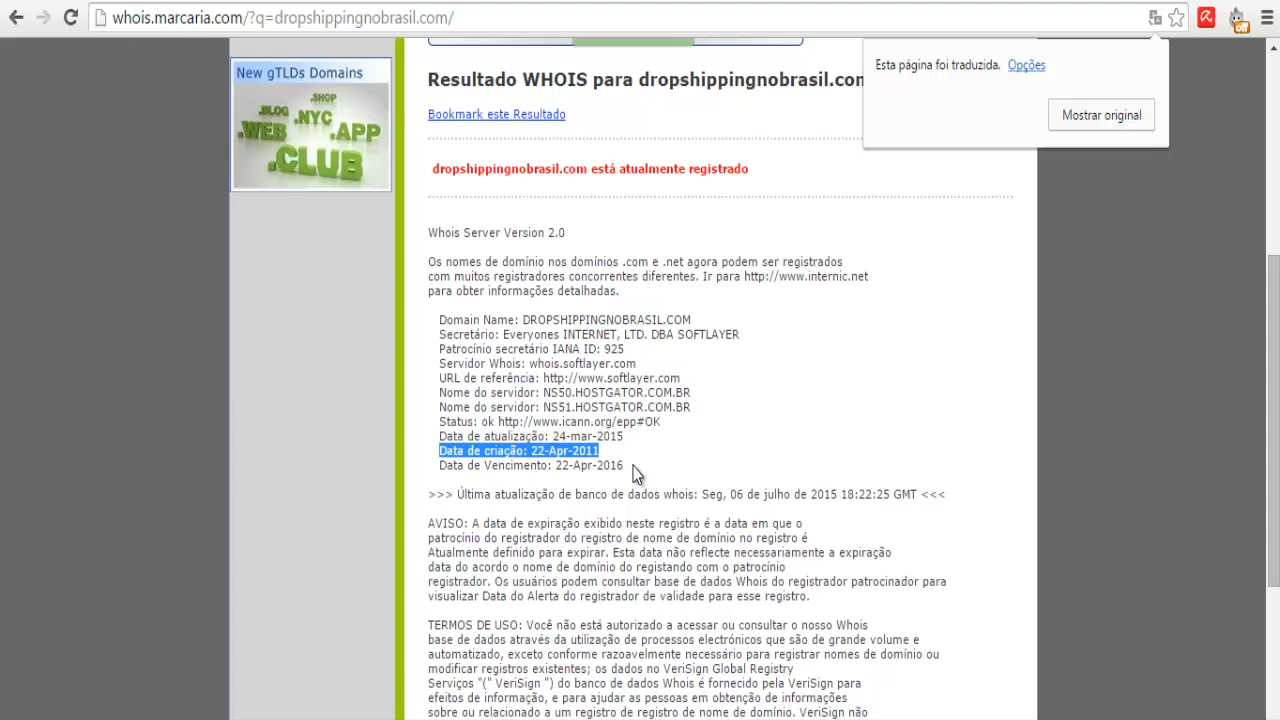 whois.marcaria.com/?q=dropshippingnobrasil.com/
off
Esta página foi traduzida. Opções
Mostrar original
New gTLDs Domains
.SHOP
.BLOG
.NYC
.WEB
.APP
.CLUB
Resultado WHOIS para dropshippingnobrasil.com
Bookmark este Resultado
dropshippingnobrasil.com está atualmente registrado
Whois Server Version 2.0
Os nomes de domínio nos domínios .com e .net agora podem ser registrados
com muitos registradores concorrentes diferentes. Ir para http://www.internic.net
para obter informações detalhadas.
Domain Name: DROPSHIPPINGNOBRASIL.COM
Secretário: Everyones INTERNET, LTD. DBA SOFTLAYER
Patrocínio secretário IANA ID: 925
Servidor Whois: whois.softlayer.com
URL de referência: http://www.softlayer.com
Nome do servidor: NS50.HOSTGATOR.COM.BR
Nome do servidor: NS51.HOSTGATOR.COM.BR
Status: ok http://www.icann.org/epp#OK
Data de atualização: 24-mar-2015
Data de criação: 22-Apr-2011
Data de Vencimento: 22-Apr-2016
>>> Última atualização de banco de dados whois: Seg, 06 de julho de 2015 18:22:25 GMT <<<
AVISO: A data de expiração exibido neste registro é a data em que o
patrocínio do registrador do registro de nome de domínio no registro é
Atualmente definido para expirar. Esta data não reflecte necessariamente a expiração
data do acordo o nome de domínio do registando com o patrocínio
registrador. Os usuários podem consultar base de dados Whois do registrador patrocinador para
visualizar Data do Alerta do registrador de validade para esse registro.
TERMOS DE USO: Você não está autorizado a acessar ou consultar o nosso Whois
base de dados através da utilização de processos electrónicos que são de grande volume e
automatizado, exceto conforme razoavelmente necessário para registrar nomes de domínio ou
modificar registros existentes; os dados no VeriSign Global Registry
Serviços "(" VeriSign ") do banco de dados Whois é fornecido pela VeriSign para
efeitos de informação, e para ajudar as pessoas em obtenção de informações
sobre ou relacionado a um registro de registro de nome de domínio. VeriSign não